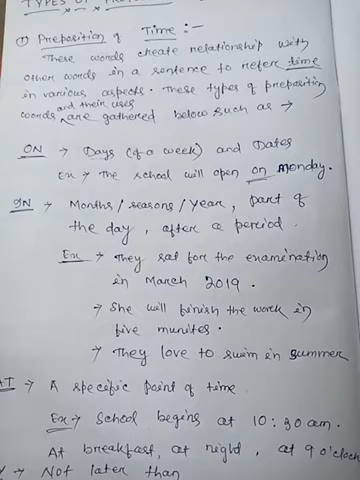 TYPES OF
① Preposition of Time :-
These words create relationship with
other words in a sentence to refer time
in various aspects. These types of preposition
and their uses
words are gathered below such as →
ON → Days (of a week) and Dates
Ex → The school will open on Monday.
IN → Months/seasons/year, part of
the day, after a period.
Ex → They sat for the examination
in March 2019.
→ She will finish the work in
five munites.
→ They love to swim in summer
AT → A specific point of time
Ex → School begins at 10:30 am.
At breakfast, at night, at 9 o'clock
→ Not later than